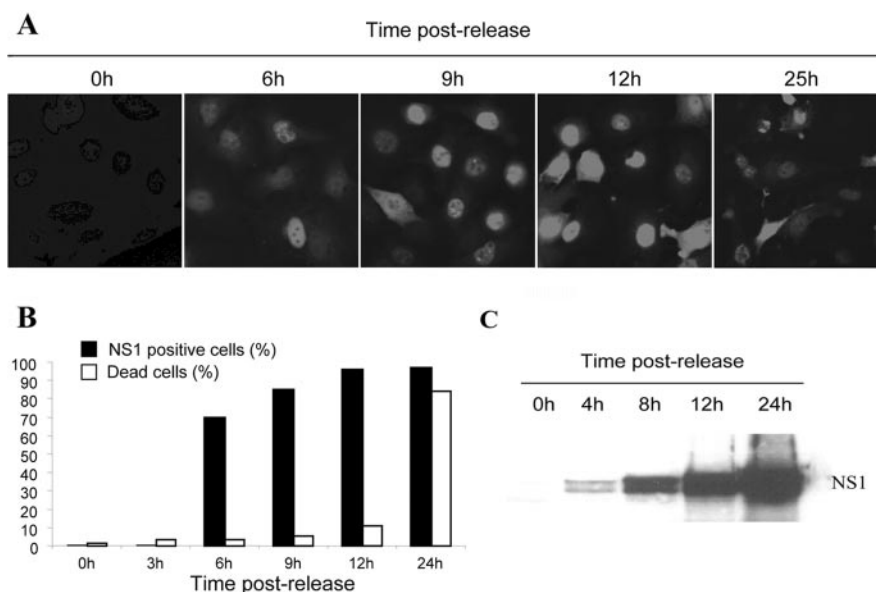 A
Time post-release
0h 6h 9h 12h 25h
B
NS1 positive cells (%)
Dead cells (%)
100
90
80
70
60
50
40
30
20
10
0
0h 3h 6h 9h 12h 24h
Time post-release
C
Time post-release
0h 4h 8h 12h 24h
NS1